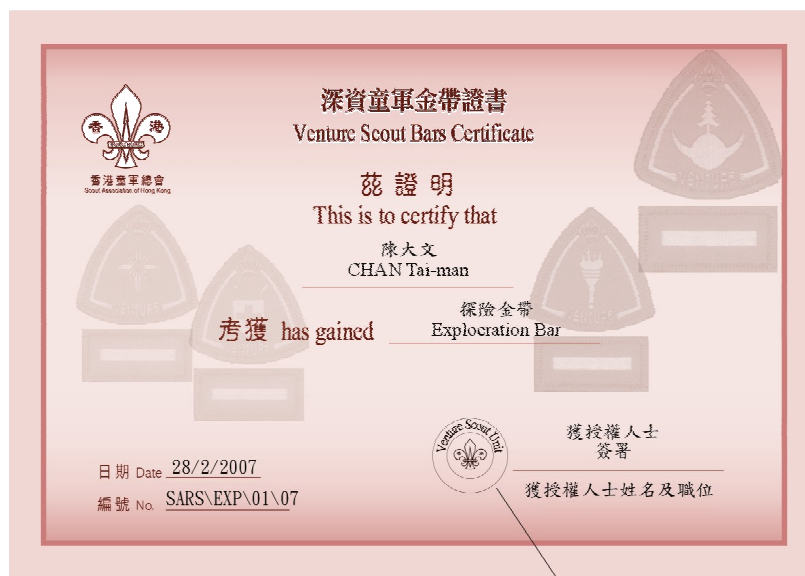 香港
香港童軍總會
Scout Association of Hong Kong
深資童軍金帶證書
Venture Scout Bars Certificate
茲證明
This is to certify that
陳大文
CHAN Tai-man
考獲 has gained
探險金帶
Exploeration Bar
VENTURE
VENTURE
VENTURE
日期 Date 28/2/2007
編號 No. SARS\EXP\01\07
Venture Scout Unit
獲授權人士
簽署
獲授權人士姓名及職位